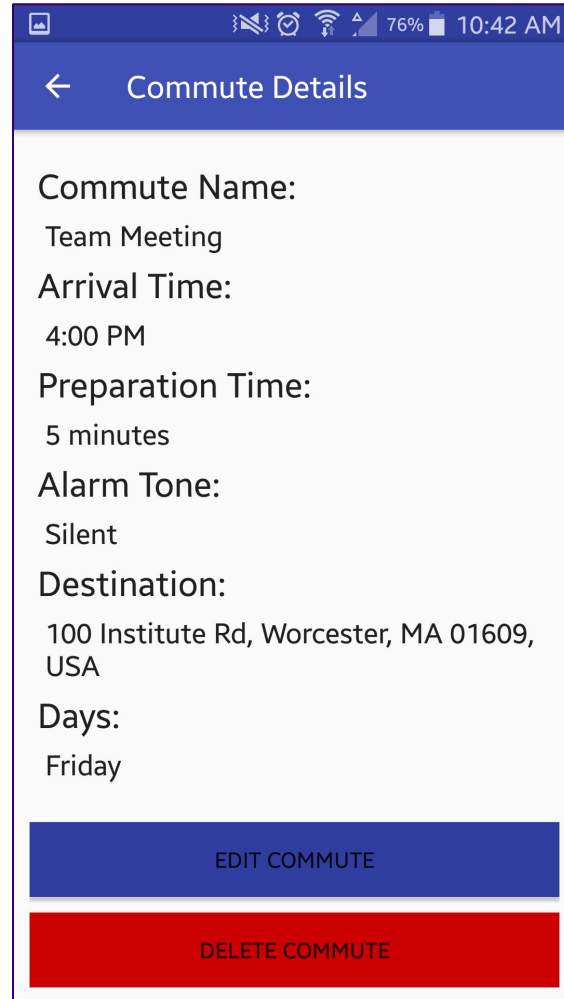 76% 10:42 AM
Commute Details
Commute Name:
Team Meeting
Arrival Time:
4:00 PM
Preparation Time:
5 minutes
Alarm Tone:
Silent
Destination:
100 Institute Rd, Worcester, MA 01609,
USA
Days:
Friday
EDIT COMMUTE
DELETE COMMUTE